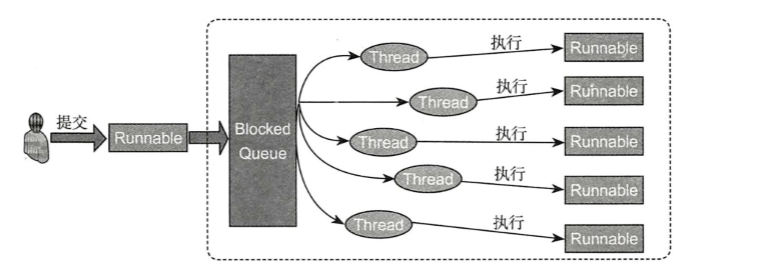 提交
Runnable
Blocked
Queue
Thread
执行
Runnable
Thread
执行
Runnable
Thread
执行
Runnable
Thread
执行
Runnable
Thread
执行
Runnable